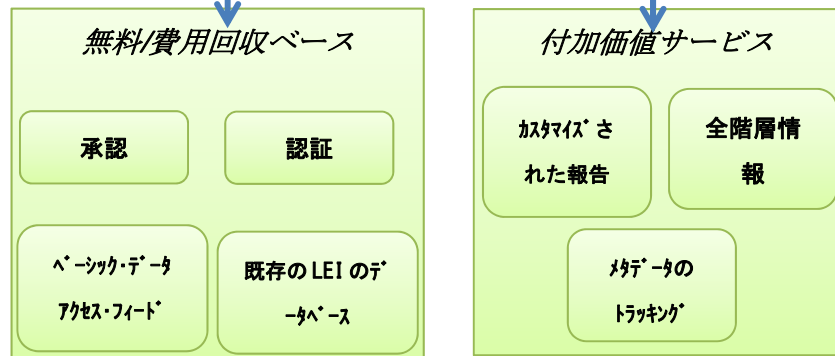 無料/費用回収ベース
承認
認証
ﾍﾞｰｼｯｸ・ﾃﾞｰﾀ
ｱｸｾｽ・ﾌｨｰﾄﾞ
既存の LEI のﾃﾞ
ｰﾀﾍﾞｰｽ
付加価値サービス
ｶｽﾀﾏｲｽﾞさ
れた報告
全階層情
報
ﾒﾀﾃﾞｰﾀの
ﾄﾗｯｷﾝｸﾞ